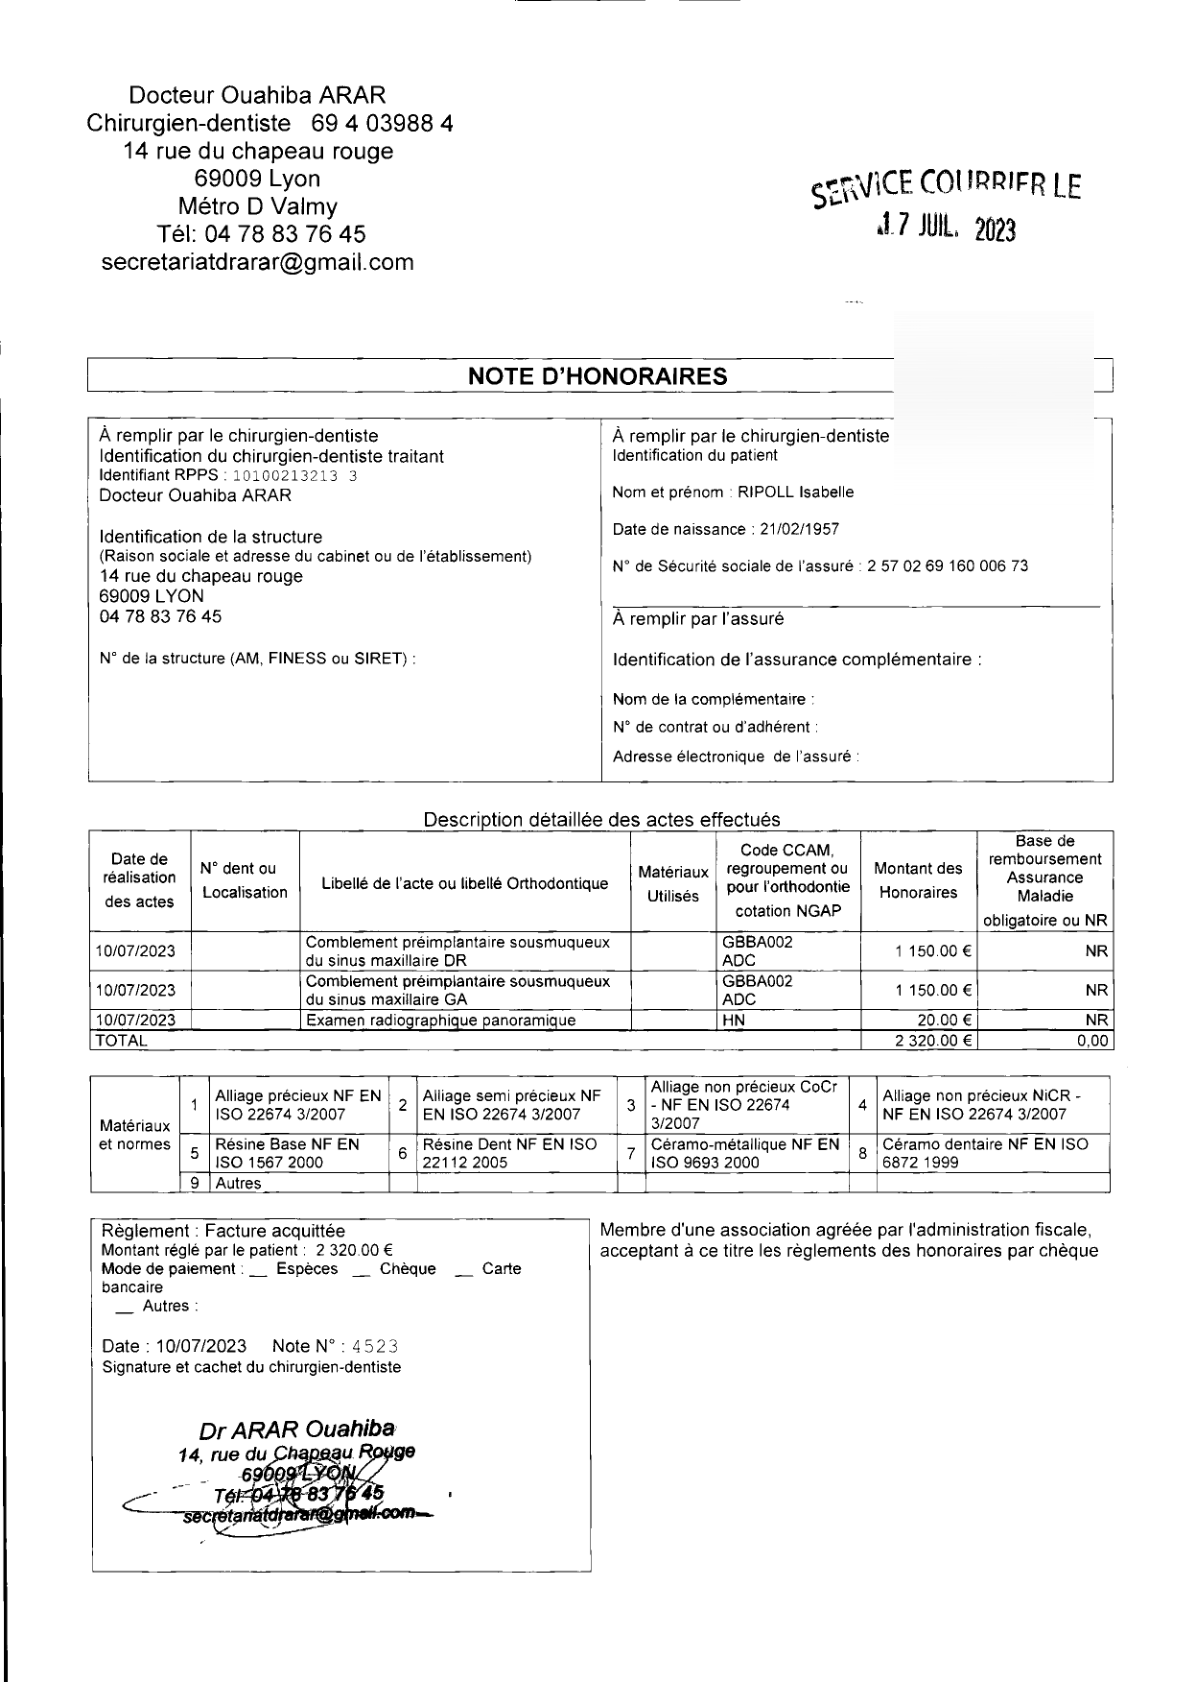 Docteur Ouahiba ARAR
Chirurgien-dentiste 69 4 03988 4
14 rue du chapeau rouge
69009 Lyon
Métro D Valmy
Tél: 04 78 83 76 45
secretariatdrarar@gmail.com
SERVICE COURRIER LE
17 JUIL. 2023
NOTE D'HONORAIRES
À remplir par le chirurgien-dentiste
Identification du chirurgien-dentiste traitant
Identifiant RPPS : 10100213213 3
Docteur Ouahiba ARAR
Identification de la structure
(Raison sociale et adresse du cabinet ou de l'établissement)
14 rue du chapeau rouge
69009 LYON
04 78 83 76 45
N° de la structure (AM, FINESS ou SIRET) :
À remplir par le chirurgien-dentiste
Identification du patient
Nom et prénom : RIPOLL Isabelle
Date de naissance : 21/02/1957
N° de Sécurité sociale de l'assuré : 2 57 02 69 160 006 73
À remplir par l'assuré
Identification de l'assurance complémentaire :
Nom de la complémentaire :
N° de contrat ou d'adhérent :
Adresse électronique de l'assuré :
Description détaillée des actes effectués
Date de
réalisation
des actes
N° dent ou
Localisation
Libellé de l'acte ou libellé Orthodontique
Matériaux
Utilisés
Code CCAM,
regroupement ou
pour l'orthodontie
cotation NGAP
Montant des
Honoraires
Base de
remboursement
Assurance
Maladie
obligatoire ou NR
10/07/2023
Comblement préimplantaire sousmuqueux
du sinus maxillaire DR
GBBA002
ADC
1 150.00 €
NR
10/07/2023
Comblement préimplantaire sousmuqueux
du sinus maxillaire GA
GBBA002
ADC
1 150.00 €
NR
10/07/2023
Examen radiographique panoramique
HN
20.00 €
NR
TOTAL
2 320.00 €
0,00
Matériaux
et normes
1
Alliage précieux NF EN
ISO 22674 3/2007
2
Alliage semi précieux NF
EN ISO 22674 3/2007
3
Alliage non précieux CoCr
- NF EN ISO 22674
3/2007
4
Alliage non précieux NiCR -
NF EN ISO 22674 3/2007
5
Résine Base NF EN
ISO 1567 2000
6
Résine Dent NF EN ISO
22112 2005
7
Céramo-métallique NF EN
ISO 9693 2000
8
Céramo dentaire NF EN ISO
6872 1999
9
Autres
Règlement : Facture acquittée
Montant réglé par le patient : 2 320.00 €
Mode de paiement : __ Espèces __ Chèque __ Carte
bancaire
__ Autres :
Date : 10/07/2023 Note N° : 4523
Signature et cachet du chirurgien-dentiste
Membre d'une association agréée par l'administration fiscale,
acceptant à ce titre les règlements des honoraires par chèque
Dr ARAR Ouahiba
14, rue du Chapeau Rouge
69009 LYON
Tél: 04 78 83 76 45
secretariatdrarar@gmail.com